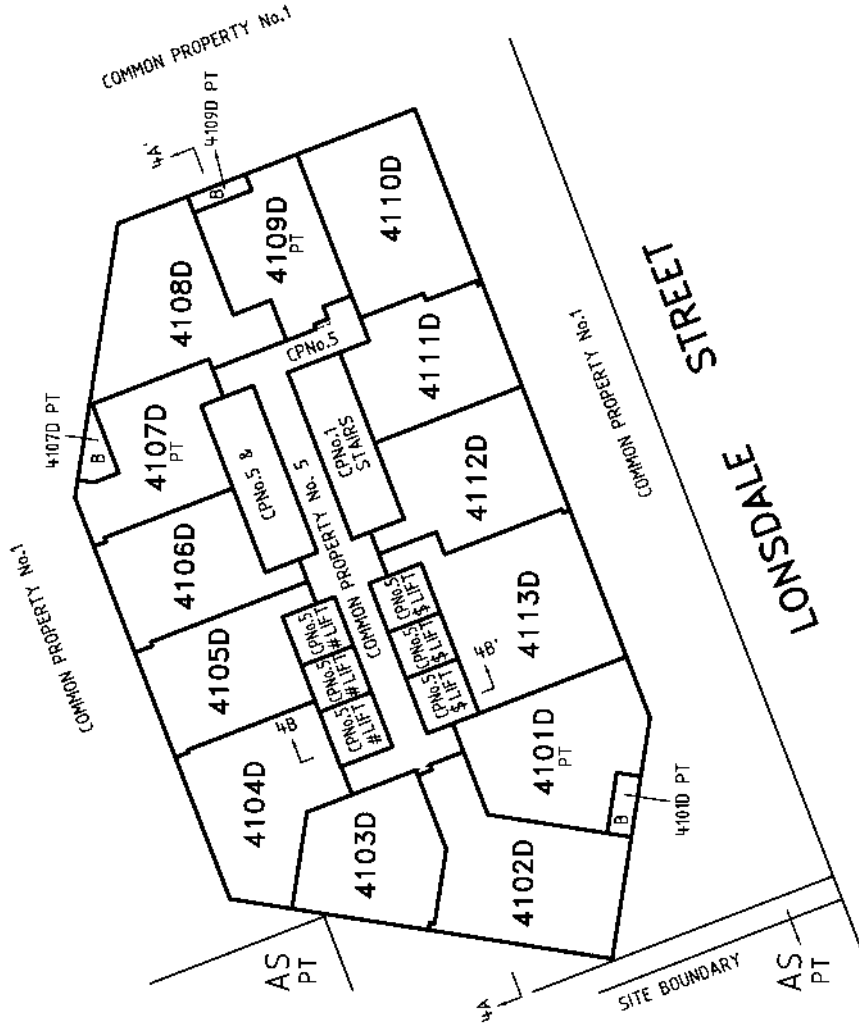 COMMON PROPERTY No.1
4109D PT
4A'
B
4109D
PT
4110D
4108D
CPNo.5
4111D
4107D PT
B
4107D
PT
CPNo.5 &
CPNo.1
STAIRS
COMMON PROPERTY No. 5
4112D
4106D
COMMON PROPERTY No.1
4105D
CPNo.5
#LIFT
CPNo.5
#LIFT
CPNo.5
#LIFT
CPNo.5
$ LIFT
CPNo.5
$ LIFT
CPNo.5
$ LIFT
4B'
4113D
4B
4104D
4103D
4101D
PT
B
4101D PT
4102D
COMMON PROPERTY No.1
LONSDALE STREET
AS
PT
4A
SITE BOUNDARY
AS
PT